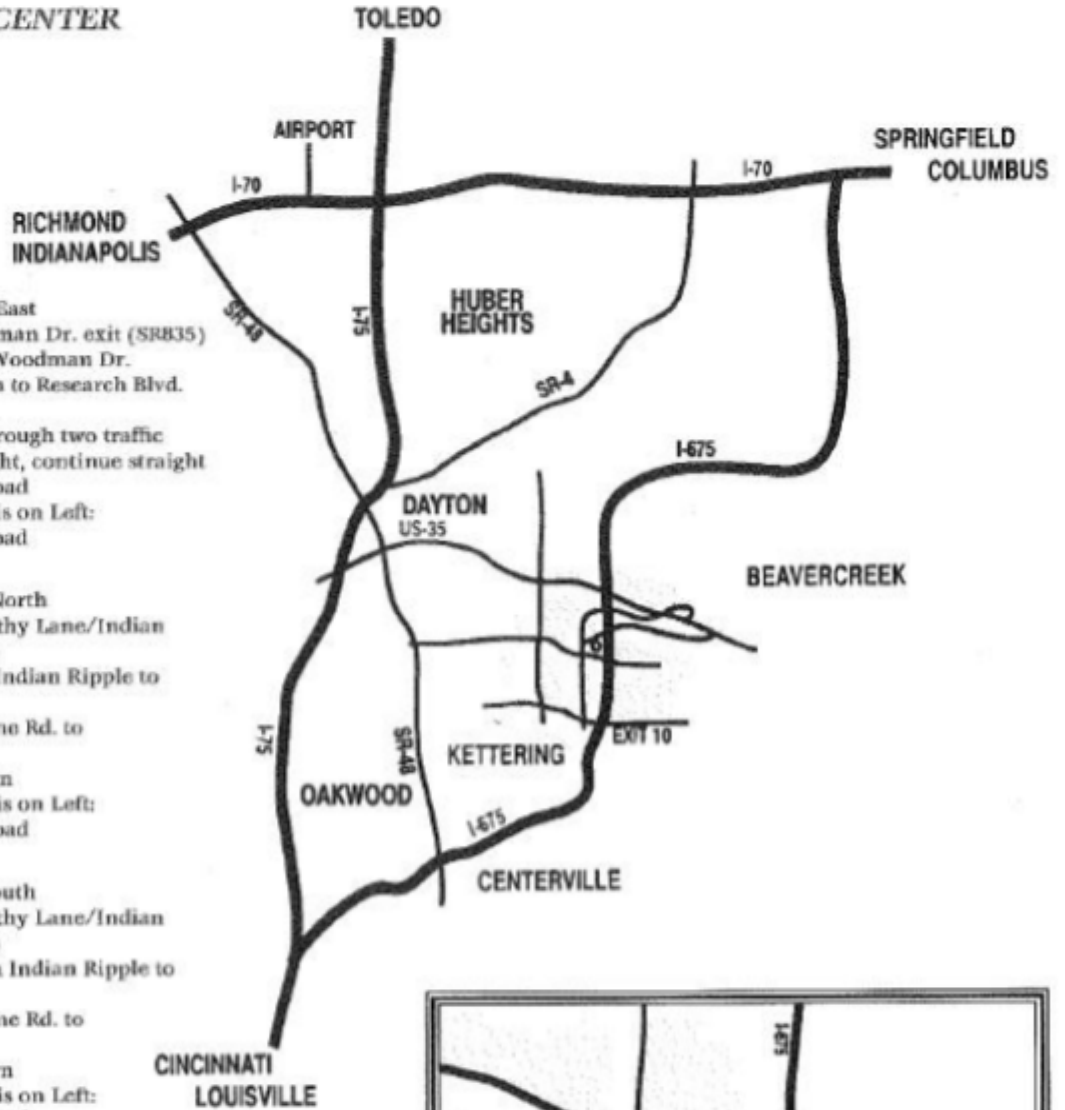 CENTER
TOLEDO
AIRPORT
SPRINGFIELD
COLUMBUS
I-70
I-70
RICHMOND
INDIANAPOLIS
East
man Dr. exit (SR835)
Woodman Dr.
to Research Blvd.
rough two traffic
ht, continue straight
oad
is on Left:
oad
North
thy Lane/Indian
Indian Ripple to
ne Rd. to
n
is on Left:
oad
outh
thy Lane/Indian
Indian Ripple to
ne Rd. to
n
is on Left:
SR-48
I-75
HUBER
HEIGHTS
SR-4
I-675
DAYTON
US-35
BEAVERCREEK
EXIT 10
I-75
SR-48
KETTERING
OAKWOOD
I-675
CENTERVILLE
CINCINNATI
LOUISVILLE
I-675